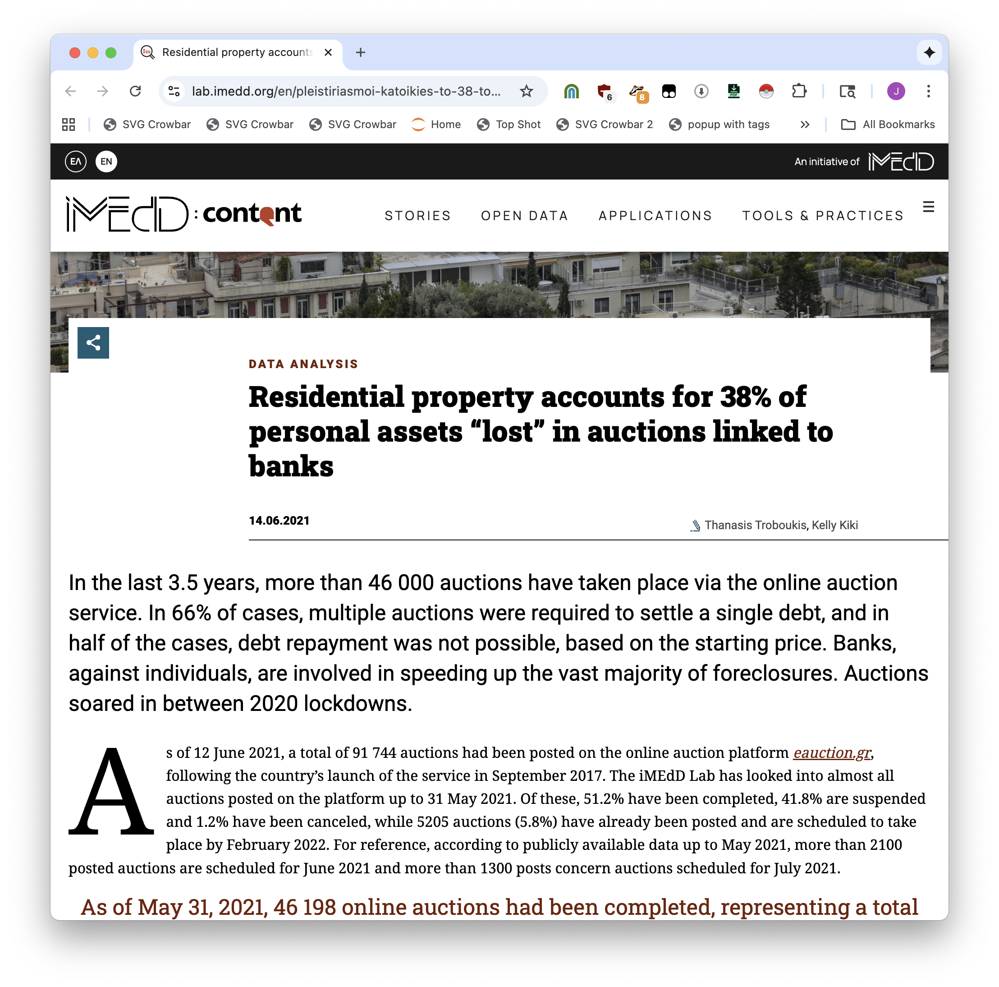 Residential property accounts
lab.imedd.org/en/pleistiriasmoi-katoikies-to-38-to...
6
8
PDF
J
SVG Crowbar
SVG Crowbar
SVG Crowbar
Home
Top Shot
SVG Crowbar 2
popup with tags
All Bookmarks
ΕΛ
EN
An initiative of iMEdD
iMEdD : content
STORIES
OPEN DATA
APPLICATIONS
TOOLS & PRACTICES
DATA ANALYSIS
Residential property accounts for 38% of
personal assets “lost” in auctions linked to
banks
14.06.2021
Thanasis Troboukis, Kelly Kiki
In the last 3.5 years, more than 46 000 auctions have taken place via the online auction
service. In 66% of cases, multiple auctions were required to settle a single debt, and in
half of the cases, debt repayment was not possible, based on the starting price. Banks,
against individuals, are involved in speeding up the vast majority of foreclosures. Auctions
soared in between 2020 lockdowns.
As of 12 June 2021, a total of 91 744 auctions had been posted on the online auction platform eauction.gr,
following the country’s launch of the service in September 2017. The iMEdD Lab has looked into almost all
auctions posted on the platform up to 31 May 2021. Of these, 51.2% have been completed, 41.8% are suspended
and 1.2% have been canceled, while 5205 auctions (5.8%) have already been posted and are scheduled to take
place by February 2022. For reference, according to publicly available data up to May 2021, more than 2100
posted auctions are scheduled for June 2021 and more than 1300 posts concern auctions scheduled for July 2021.
As of May 31, 2021, 46 198 online auctions had been completed, representing a total